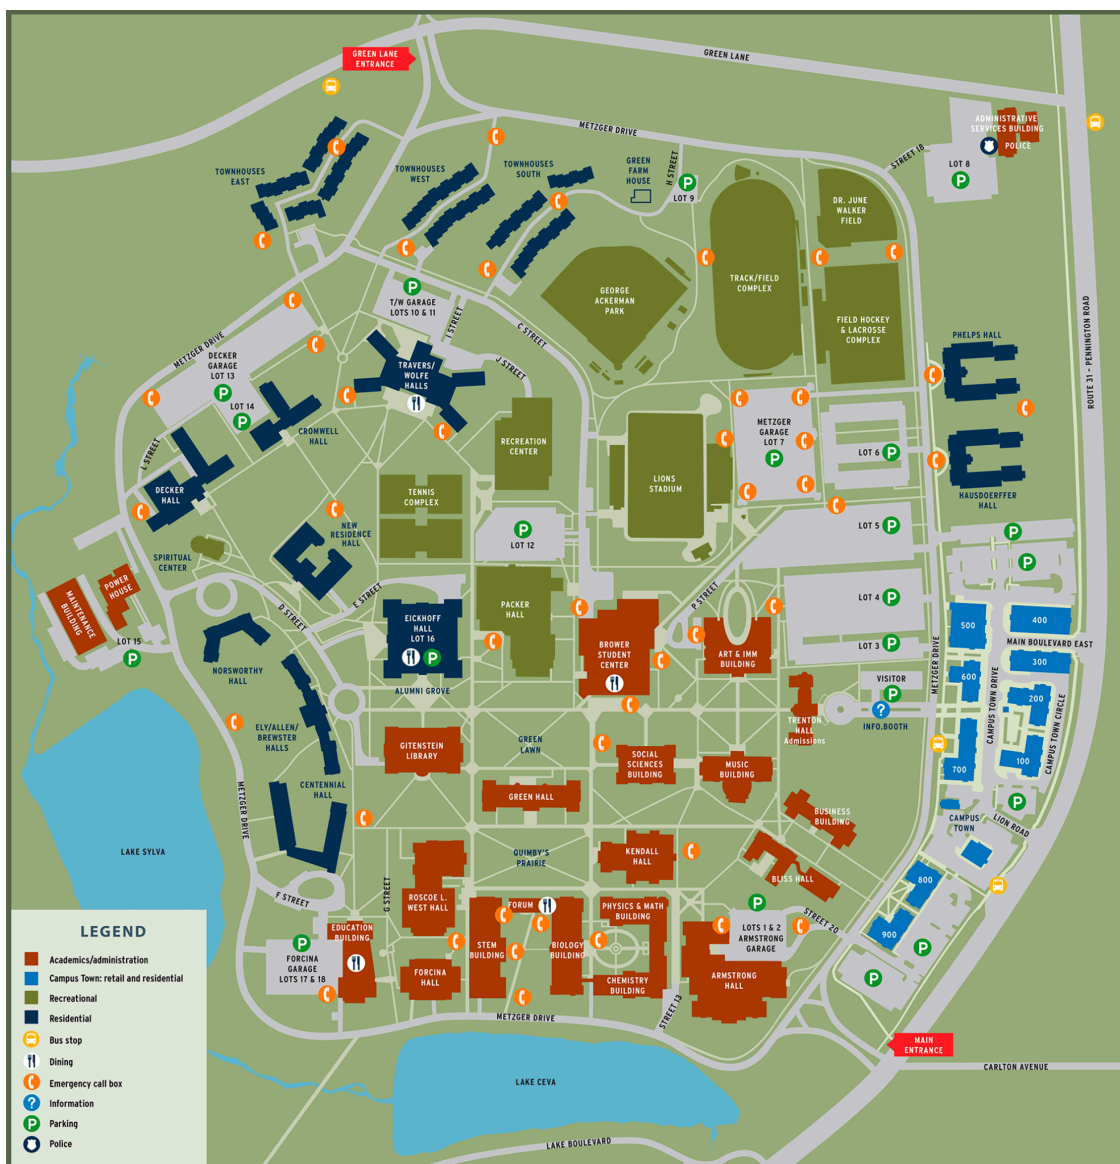 GREEN LANE
ENTRANCE
GREEN LANE
METZGER DRIVE
ADMINISTRATIVE
SERVICES BUILDING
POLICE
STREET 18
LOT 8
TOWNHOUSES
EAST
TOWNHOUSES
WEST
TOWNHOUSES
SOUTH
GREEN
FARM
HOUSE
H STREET
LOT 9
DR. JUNE
WALKER
FIELD
TRACK/FIELD
COMPLEX
GEORGE
ACKERMAN
PARK
FIELD HOCKEY
& LACROSSE
COMPLEX
ROUTE 31 – PENNINGTON ROAD
T/W GARAGE
LOTS 10 & 11
I STREET
C STREET
J STREET
METZGER DRIVE
DECKER
GARAGE
LOT 13
LOT 14
TRAVERS/
WOLFE
HALLS
PHELPS HALL
CROMWELL
HALL
L STREET
RECREATION
CENTER
METZGER
GARAGE
LOT 7
LOT 6
DECKER
HALL
TENNIS
COMPLEX
LIONS
STADIUM
HAUSDOERFFER
HALL
NEW
RESIDENCE
HALL
LOT 12
LOT 5
SPIRITUAL
CENTER
MAINTENANCE
BUILDING
POWER
HOUSE
LOT 15
D STREET
E STREET
EICKHOFF
HALL
LOT 16
PACKER
HALL
P STREET
LOT 4
LOT 3
BROWER
STUDENT
CENTER
ART & IMM
BUILDING
500
400
MAIN BOULEVARD EAST
300
600
200
METZGER DRIVE
CAMPUS TOWN DRIVE
CAMPUS TOWN CIRCLE
NORSWORTHY
HALL
ALUMNI GROVE
VISITOR
INFO.BOOTH
TRENTON
HALL
Admissions
ELY/ALLEN/
BREWSTER
HALLS
GITENSTEIN
LIBRARY
GREEN
LAWN
SOCIAL
SCIENCES
BUILDING
MUSIC
BUILDING
700
100
CENTENNIAL
HALL
GREEN HALL
BUSINESS
BUILDING
CAMPUS
TOWN
LION ROAD
METZGER DRIVE
LAKE SYLVA
QUIMBY'S
PRAIRIE
KENDALL
HALL
BLISS HALL
800
900
F STREET
G STREET
ROSCOE L.
WEST HALL
FORUM
PHYSICS & MATH
BUILDING
STREET 20
LOTS 1 & 2
ARMSTRONG
GARAGE
EDUCATION
BUILDING
FORCINA
GARAGE
LOTS 17 & 18
STEM
BUILDING
BIOLOGY
BUILDING
FORCINA
HALL
CHEMISTRY
BUILDING
ARMSTRONG
HALL
STREET 13
METZGER DRIVE
MAIN
ENTRANCE
CARLTON AVENUE
LAKE CEVA
LAKE BOULEVARD
LEGEND
Academics/administration
Campus Town: retail and residential
Recreational
Residential
Bus stop
Dining
Emergency call box
? Information
P Parking
Police